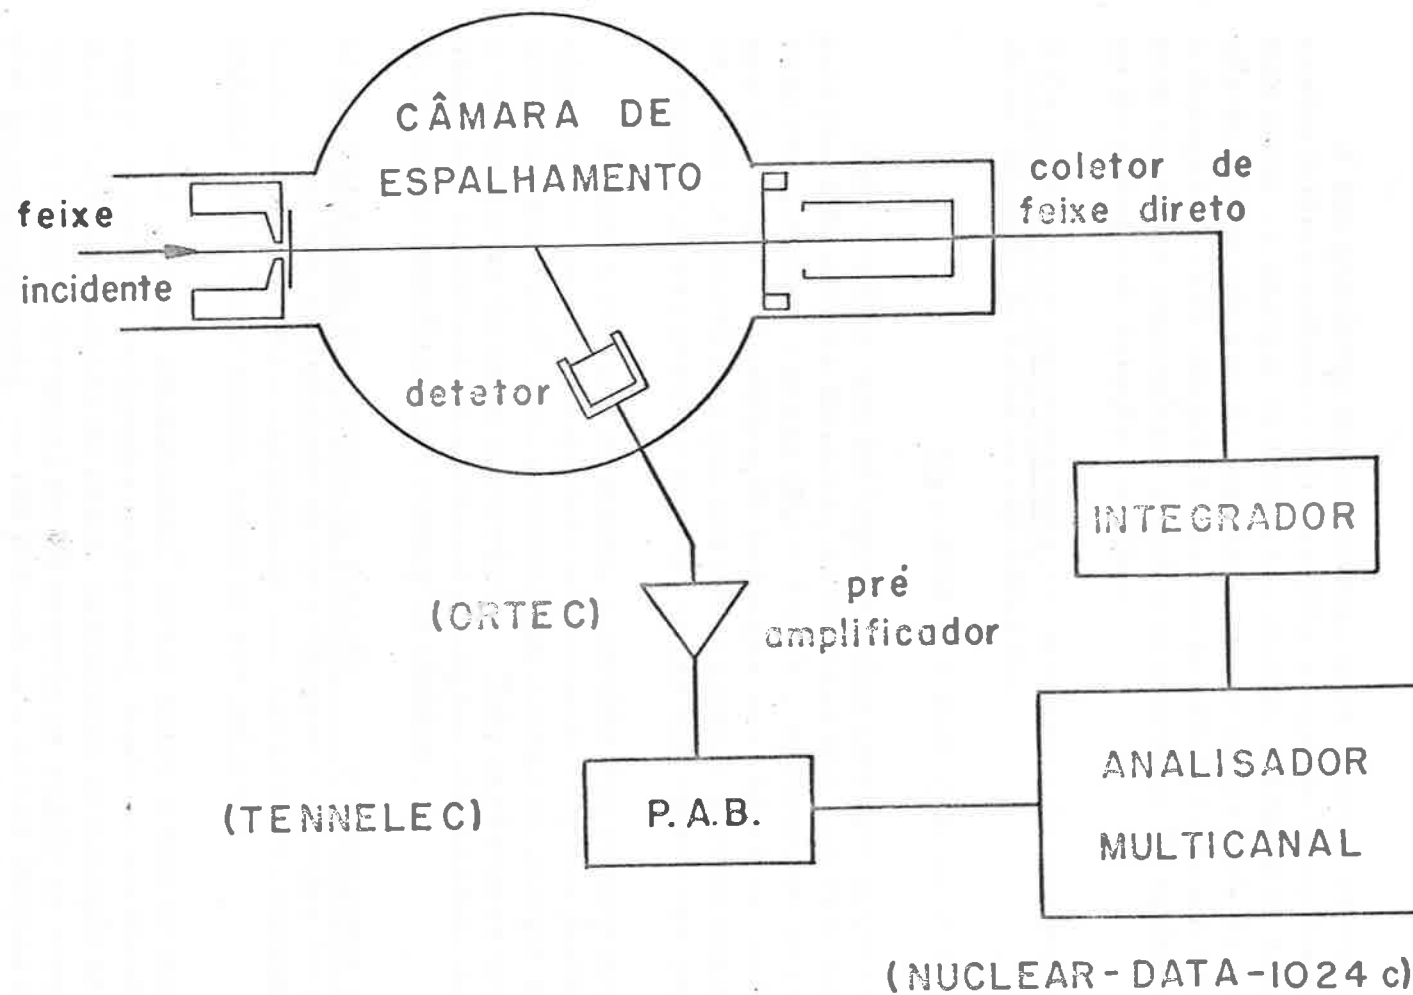 CÂMARA DE
ESPALHAMENTO
feixe
incidente
coletor de
feixe direto
detetor
INTEGRADOR
(ORTEC)
pré
amplificador
(TENNELEC)
P.A.B.
ANALISADOR
MULTICANAL
(NUCLEAR-DATA-1024 c)